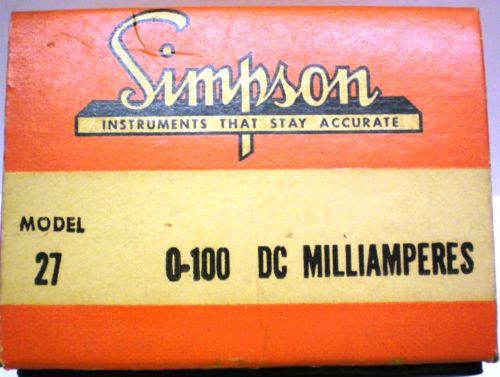 Simpson
INSTRUMENTS THAT STAY ACCURATE
MODEL
27 0-100 DC MILLIAMPERES